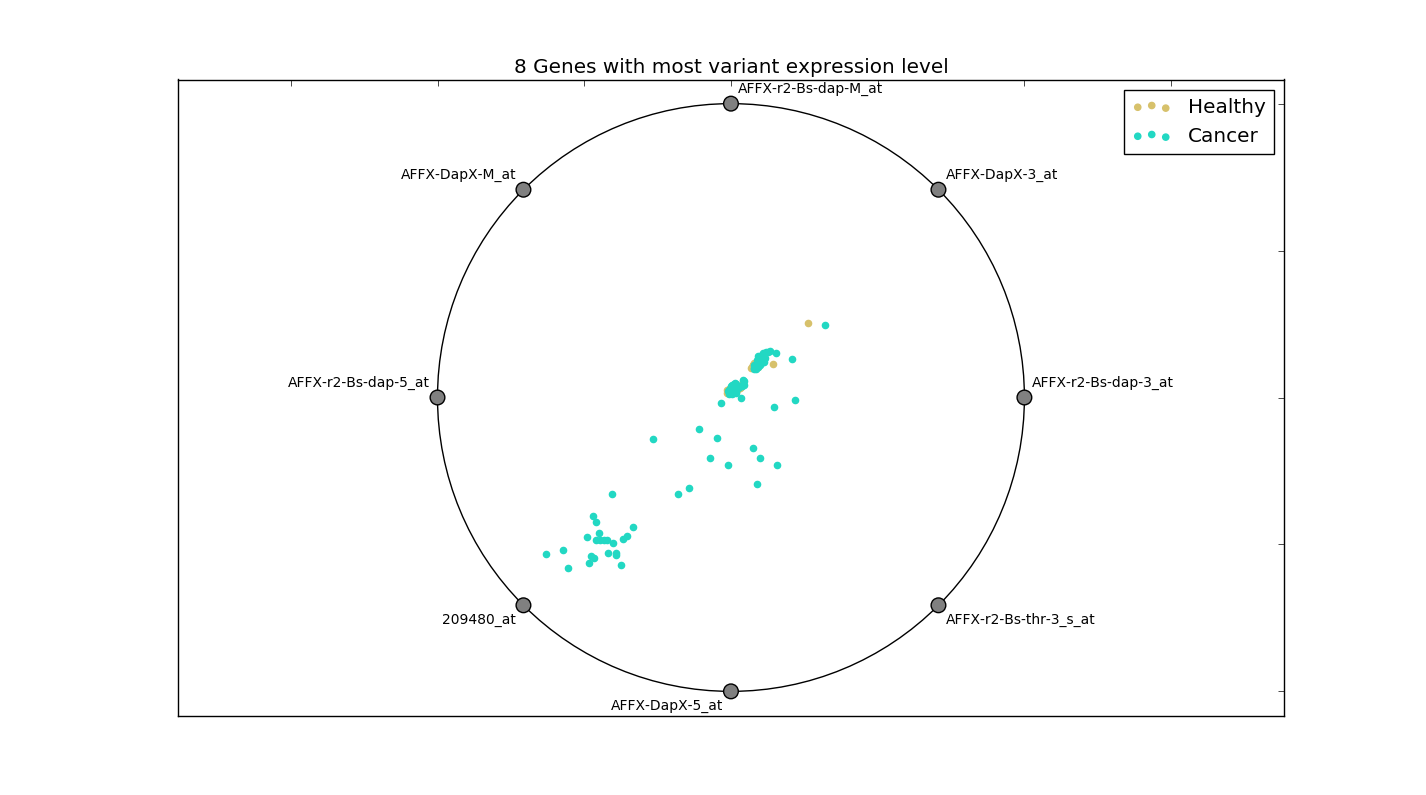 8 Genes with most variant expression level
AFFX-r2-Bs-dap-M_at
Healthy
Cancer
AFFX-DapX-M_at
AFFX-DapX-3_at
AFFX-r2-Bs-dap-5_at
AFFX-r2-Bs-dap-3_at
209480_at
AFFX-r2-Bs-thr-3_s_at
AFFX-DapX-5_at